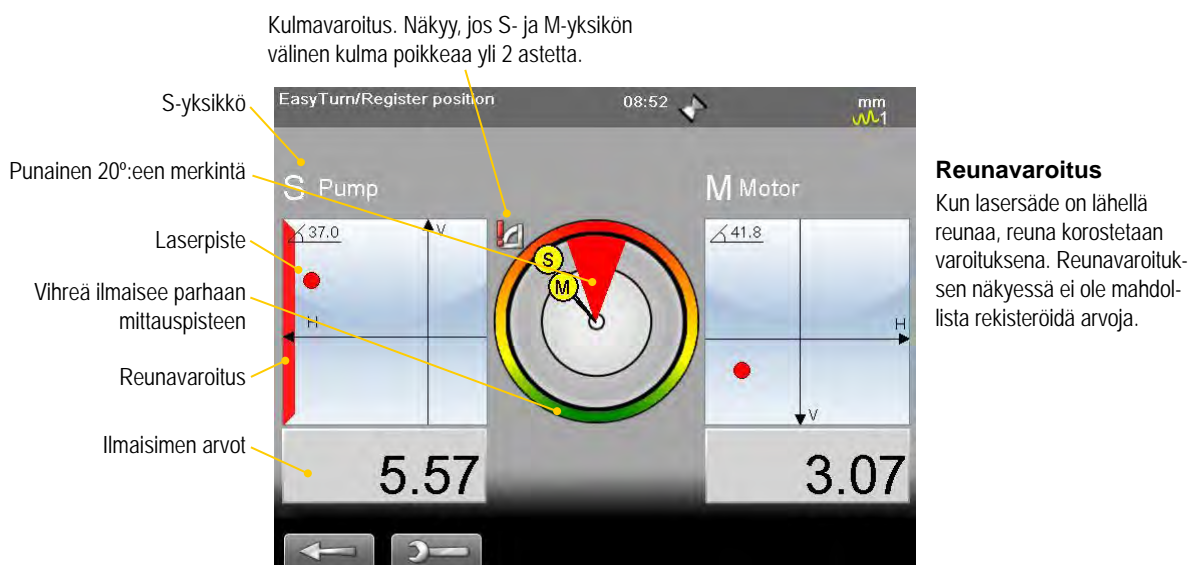 Kulmavaroitus. Näkyy, jos S- ja M-yksikön
välinen kulma poikkeaa yli 2 astetta.
S-yksikkö
Punainen 20º:een merkintä
Laserpiste
Vihreä ilmaisee parhaan
mittauspisteen
Reunavaroitus
Ilmaisimen arvot
EasyTurn/Register position
08:52
mm
1
S Pump
M Motor
37.0
V
H
S
M
41.8
H
V
5.57
3.07
Reunavaroitus
Kun lasersäde on lähellä
reunaa, reuna korostetaan
varoituksena. Reunavaroituk-
sen näkyessä ei ole mahdol-
lista rekisteröidä arvoja.